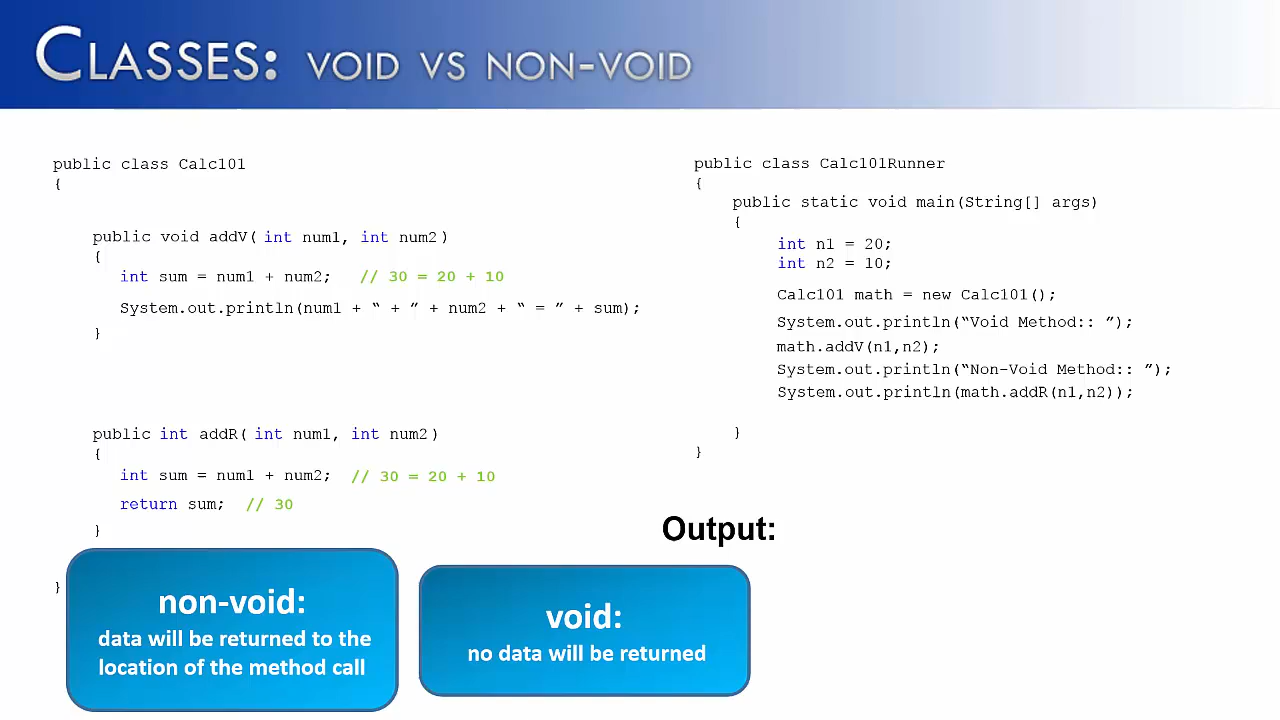 CLASSES: VOID VS NON-VOID
public class Calc101
{
public void addV( int num1, int num2 )
{
int sum = num1 + num2; // 30 = 20 + 10
System.out.println(num1 + “ + ” + num2 + “ = ” + sum);
}
public int addR( int num1, int num2 )
{
int sum = num1 + num2; // 30 = 20 + 10
return sum; // 30
}
}
public class Calc101Runner
{
public static void main(String[] args)
{
int n1 = 20;
int n2 = 10;
Calc101 math = new Calc101();
System.out.println(“Void Method:: ”);
math.addV(n1,n2);
System.out.println(“Non-Void Method:: ”);
System.out.println(math.addR(n1,n2));
}
}
Output:
non-void:
data will be returned to the
location of the method call
void:
no data will be returned